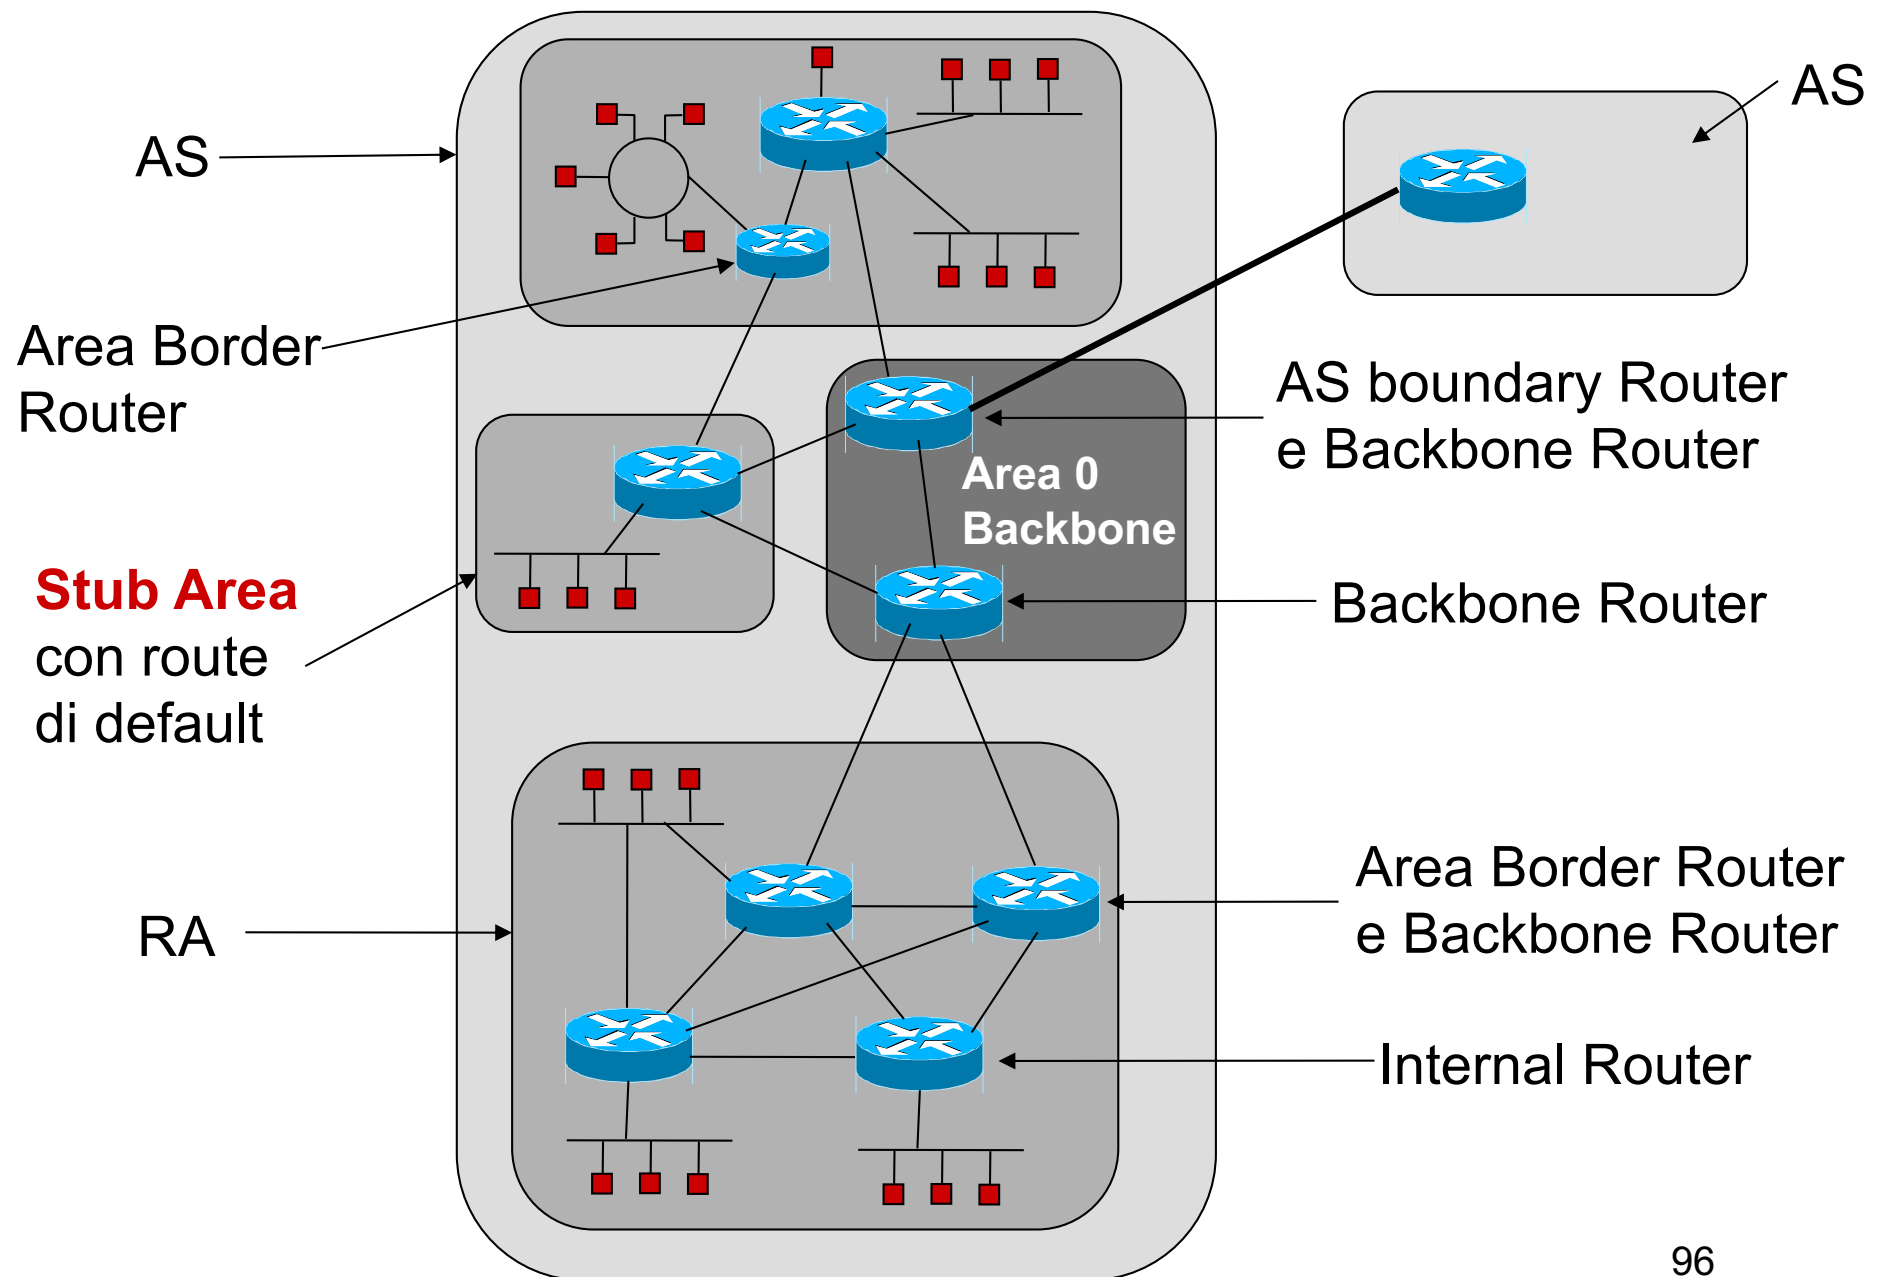 AS
AS
Area Border
Router
AS boundary Router
e Backbone Router
Area 0
Backbone
Stub Area
con route
di default
Backbone Router
Area Border Router
e Backbone Router
RA
Internal Router
96